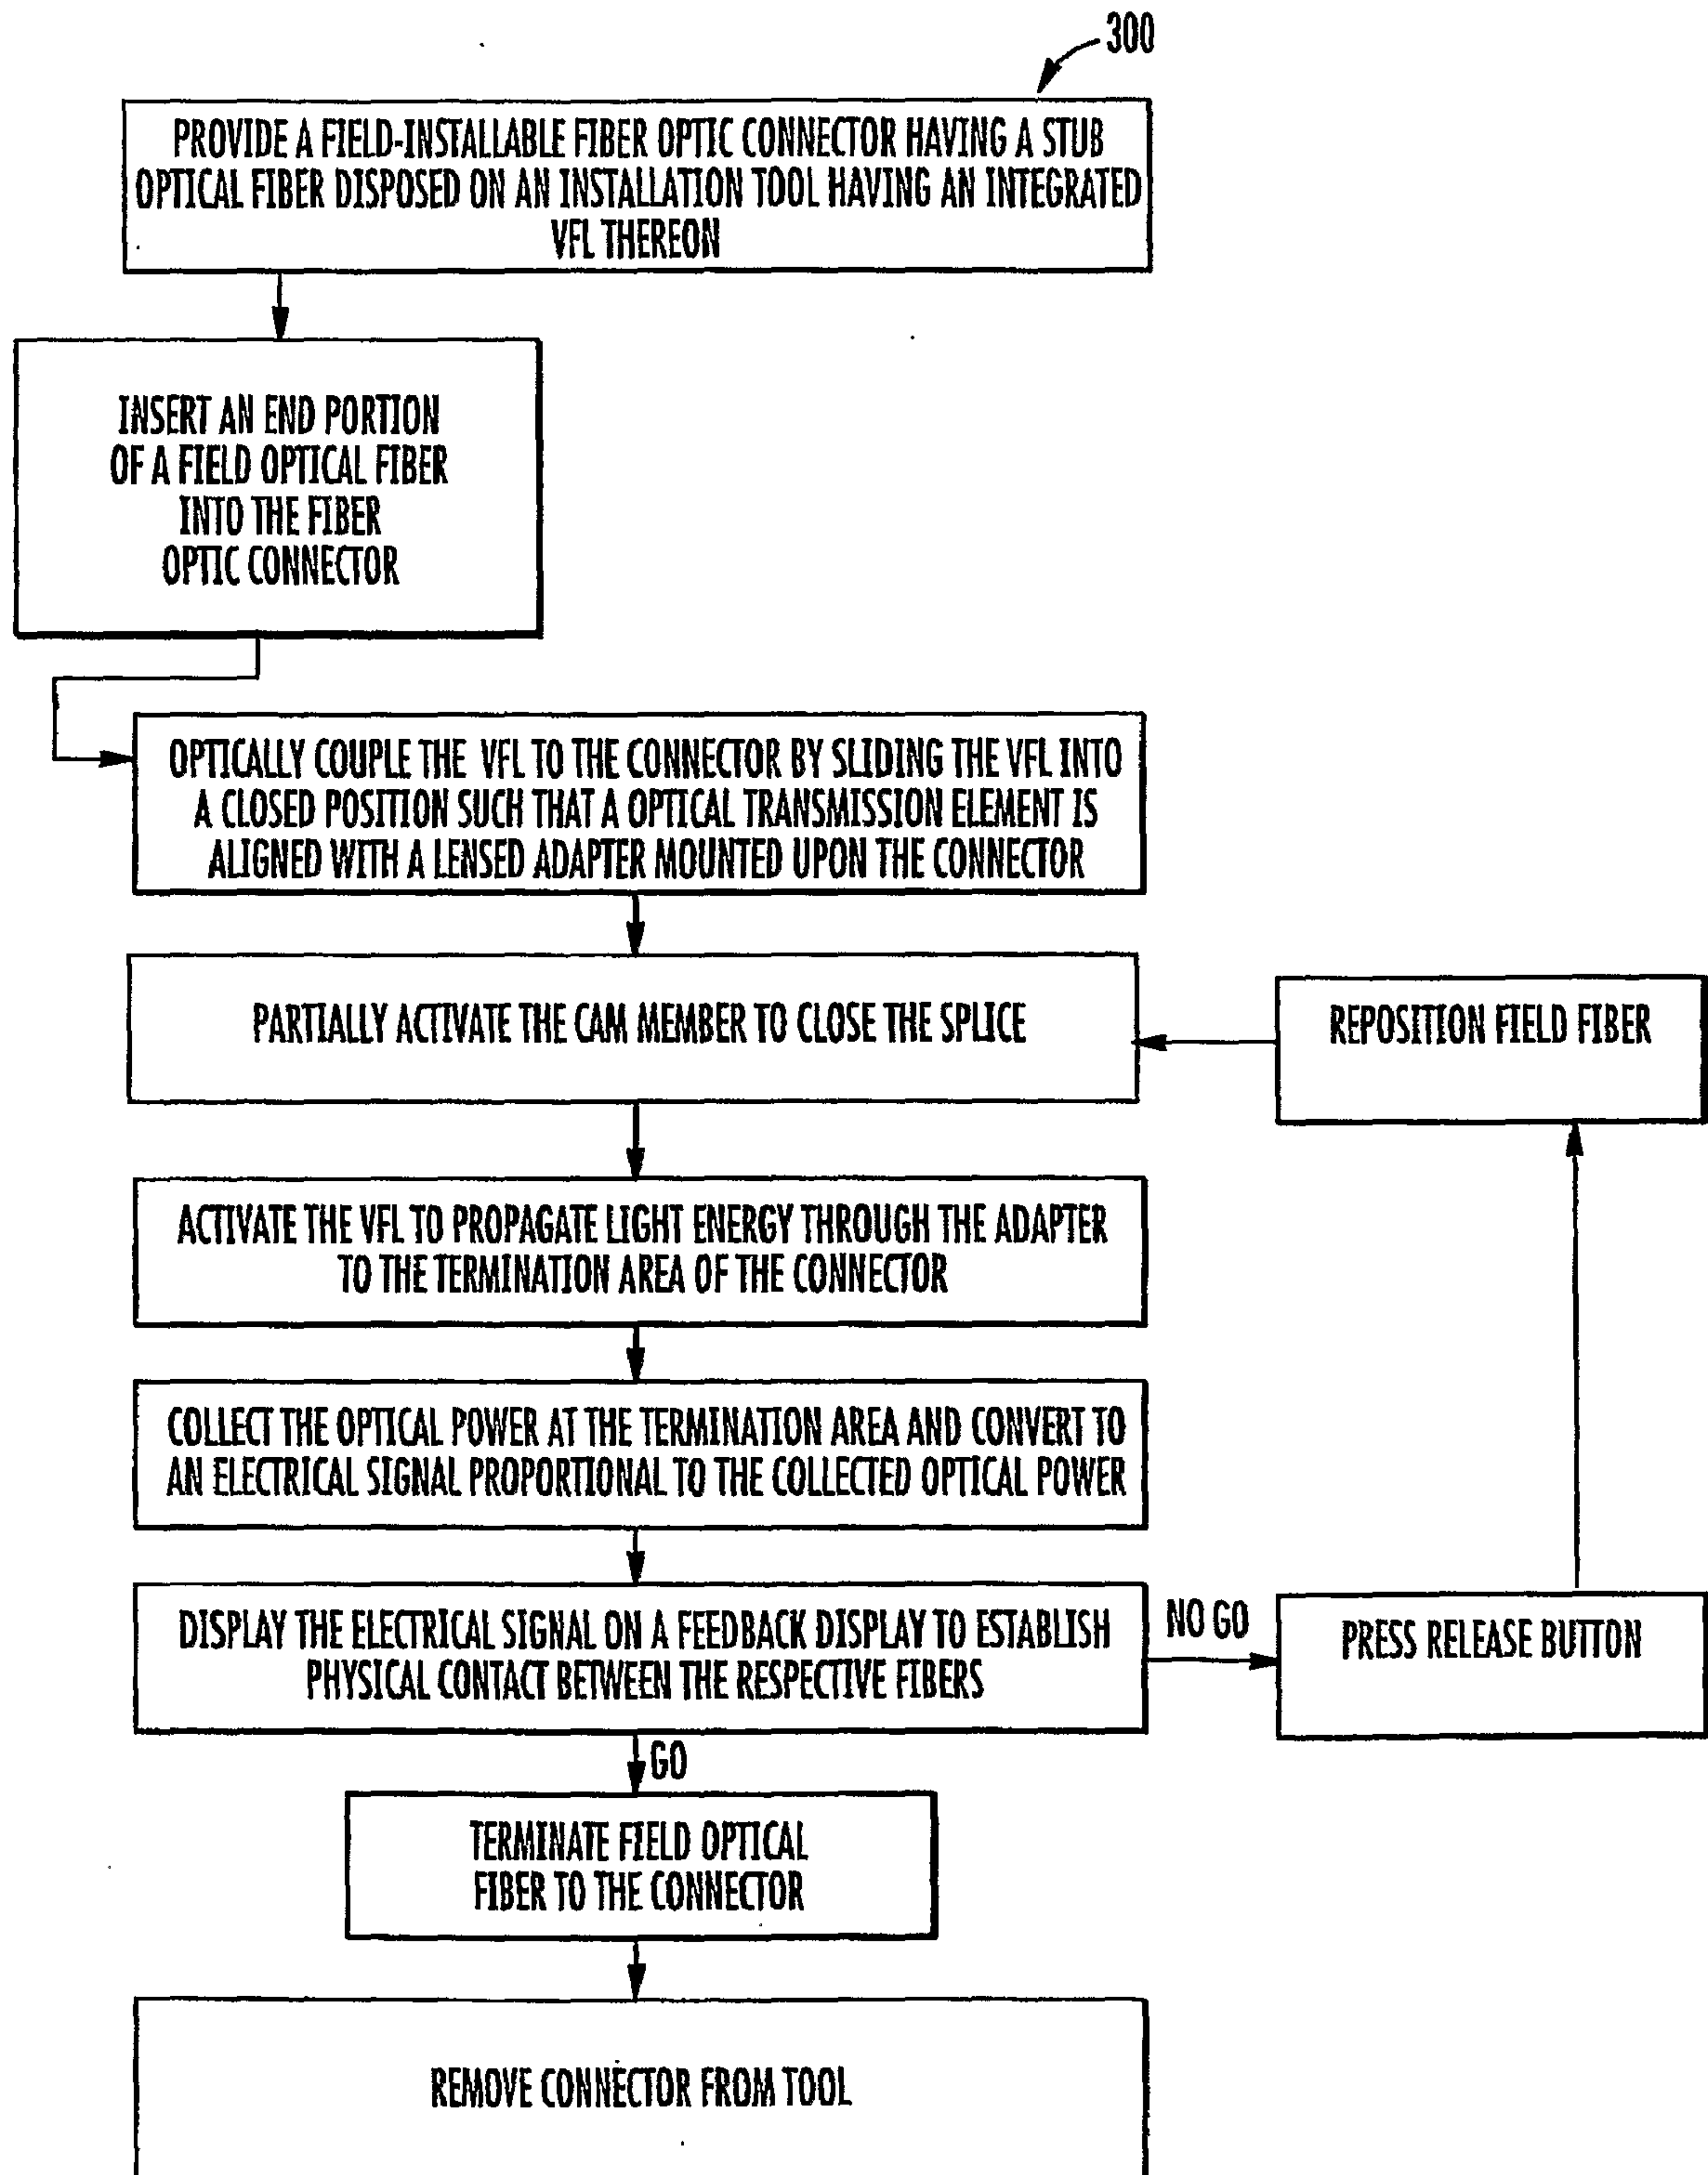 300
PROVIDE A FIELD-INSTALLABLE FIBER OPTIC CONNECTOR HAVING A STUB
OPTICAL FIBER DISPOSED ON AN INSTALLATION TOOL HAVING AN INTEGRATED
VFL THEREON
INSERT AN END PORTION
OF A FIELD OPTICAL FIBER
INTO THE FIBER
OPTIC CONNECTOR
OPTICALLY COUPLE THE VFL TO THE CONNECTOR BY SLIDING THE VFL INTO
A CLOSED POSITION SUCH THAT A OPTICAL TRANSMISSION ELEMENT IS
ALIGNED WITH A LENSED ADAPTER MOUNTED UPON THE CONNECTOR
PARTIALLY ACTIVATE THE CAM MEMBER TO CLOSE THE SPLICE
REPOSITION FIELD FIBER
ACTIVATE THE VFL TO PROPAGATE LIGHT ENERGY THROUGH THE ADAPTER
TO THE TERMINATION AREA OF THE CONNECTOR
COLLECT THE OPTICAL POWER AT THE TERMINATION AREA AND CONVERT TO
AN ELECTRICAL SIGNAL PROPORTIONAL TO THE COLLECTED OPTICAL POWER
DISPLAY THE ELECTRICAL SIGNAL ON A FEEDBACK DISPLAY TO ESTABLISH
PHYSICAL CONTACT BETWEEN THE RESPECTIVE FIBERS
NO GO
PRESS RELEASE BUTTON
GO
TERMINATE FIELD OPTICAL
FIBER TO THE CONNECTOR
REMOVE CONNECTOR FROM TOOL